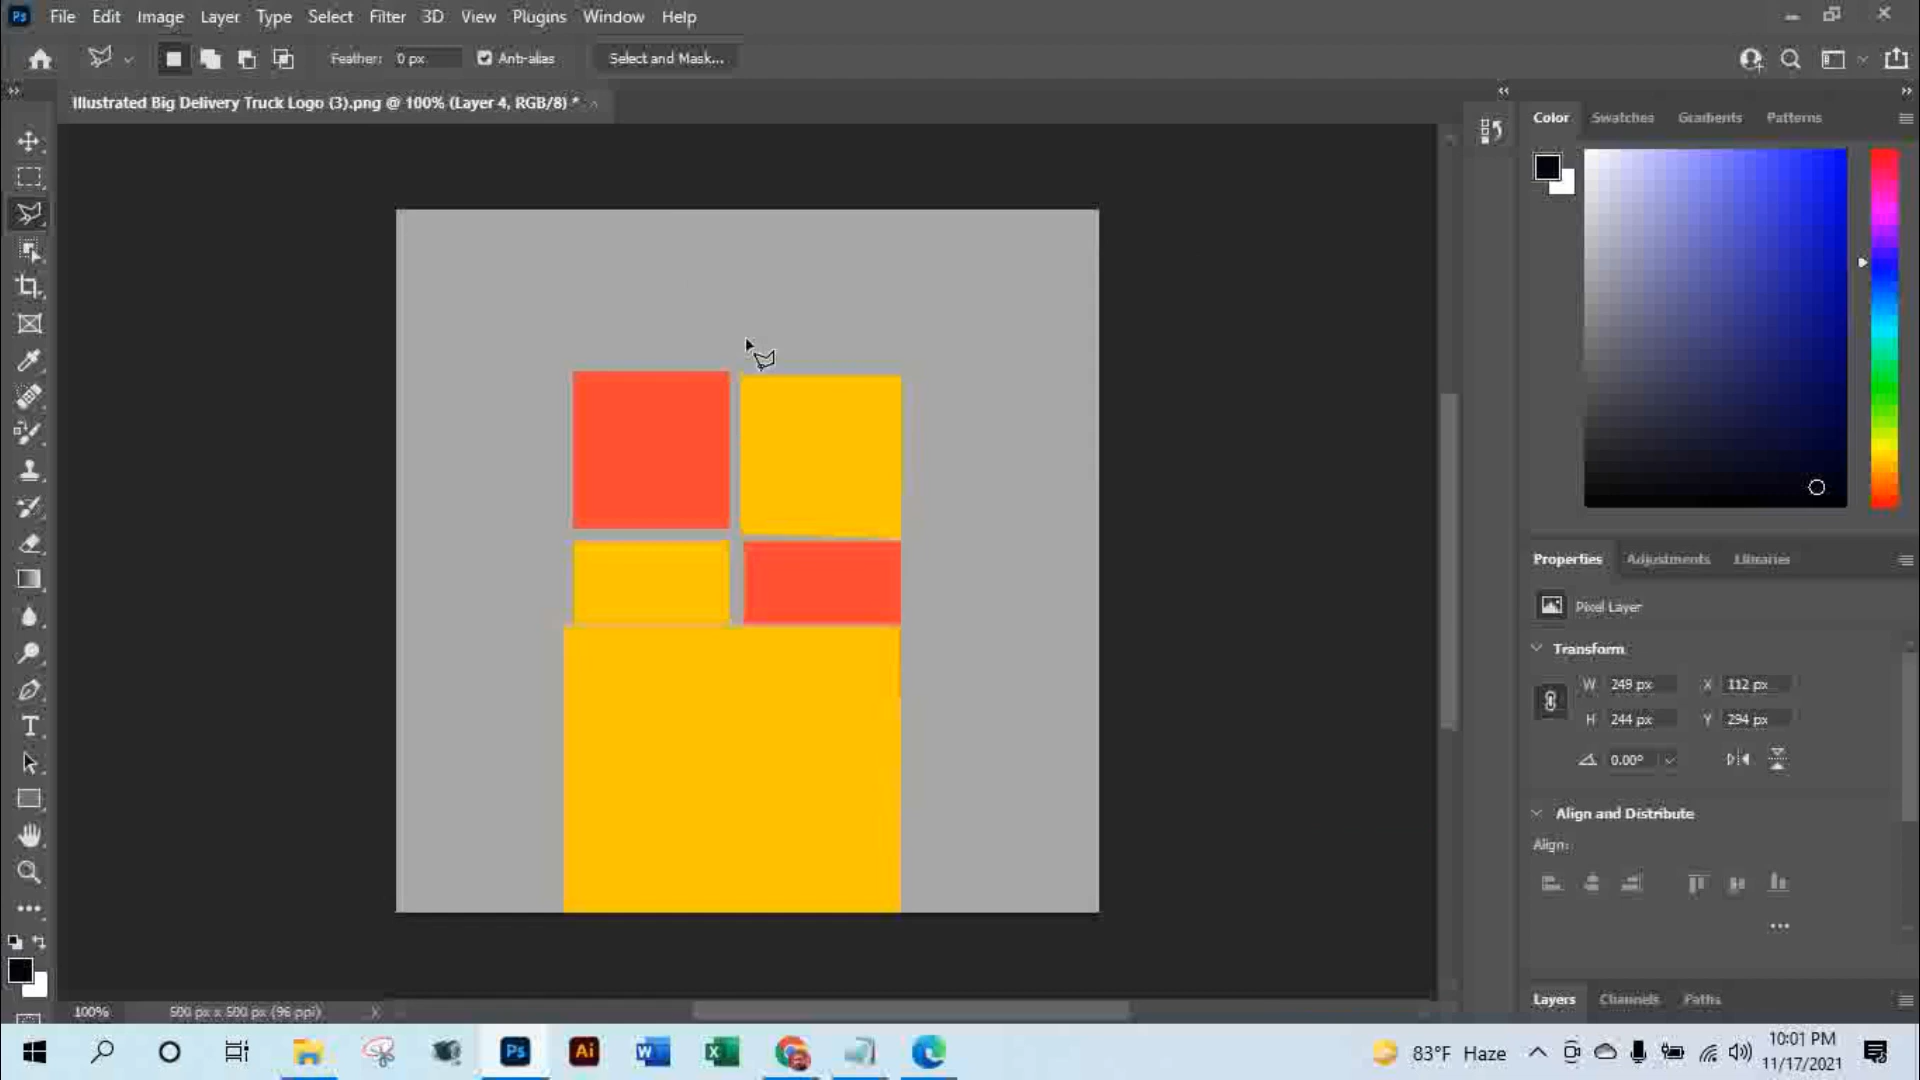 Ps File Edit Image Layer Type Select Filter 3D View Plugins Window Help
Feather: 0 px Anti-alias Select and Mask...
Illustrated Big Delivery Truck Logo (3).png @ 100% (Layer 4, RGB/8) * ×
Color Swatches Gradients Patterns
Properties Adjustments Libraries
Pixel Layer
Transform
W 249 px X 112 px
H 244 px Y 294 px
0.00°
Align and Distribute
Align:
T
Layers Channels Paths
100% 500 px x 500 px (96 ppi)
Ps Ai W X 83°F Haze 10:01 PM
11/17/2021